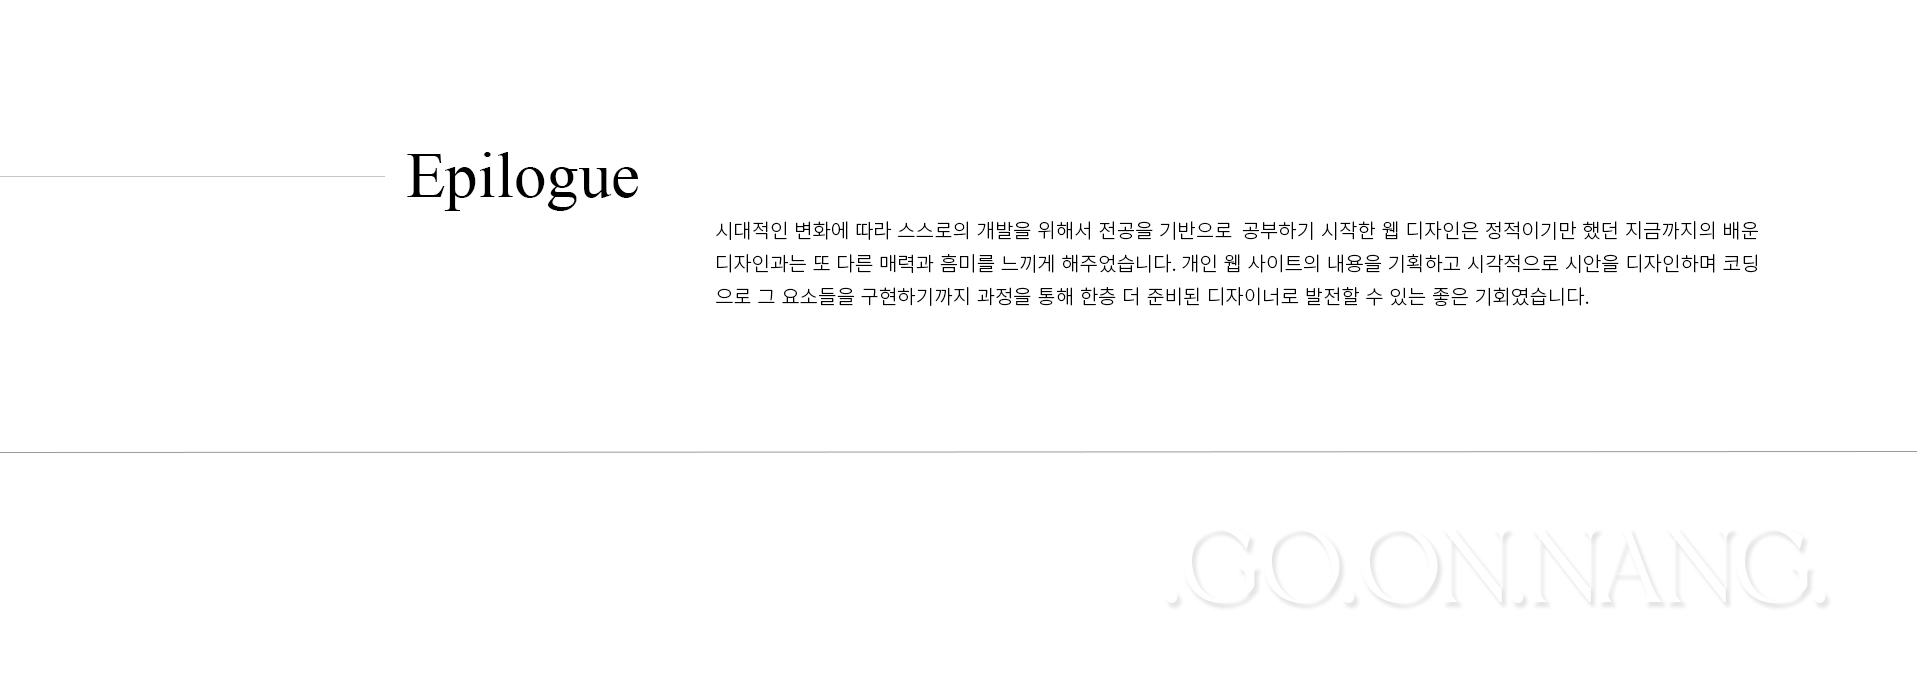 Epilogue
시대적인 변화에 따라 스스로의 개발을 위해서 전공을 기반으로 공부하기 시작한 웹 디자인은 정적이기만 했던 지금까지의 배운
디자인과는 또 다른 매력과 흠미를 느끼게 해주었습니다. 개인 웹 사이트의 내용을 기획하고 시각적으로 시안을 디자인하며 코딩
으로 그 요소들을 구현하기까지 과정을 통해 한층 더 준비된 디자이너로 발전할 수 있는 좋은 기회였습니다.
.GO.ON.NANG.